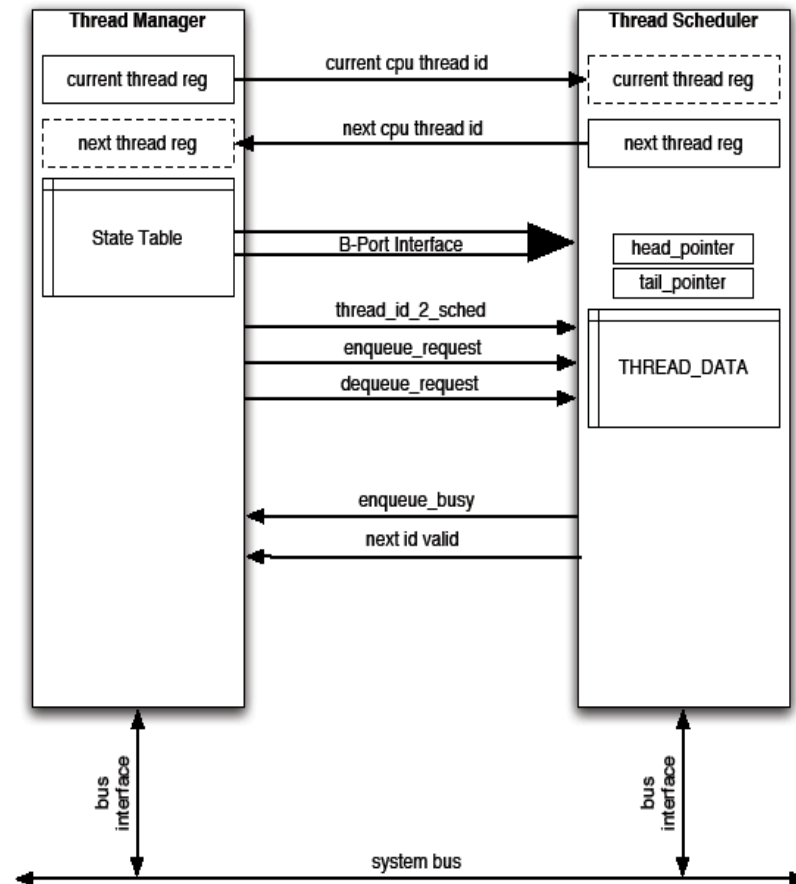 Thread Manager
Thread Scheduler
current thread reg
current cpu thread id
current thread reg
next thread reg
next cpu thread id
next thread reg
State Table
B-Port Interface
head_pointer
tail_pointer
thread_id_2_sched
enqueue_request
dequeue_request
THREAD_DATA
enqueue_busy
next id valid
bus
interface
bus
interface
system bus